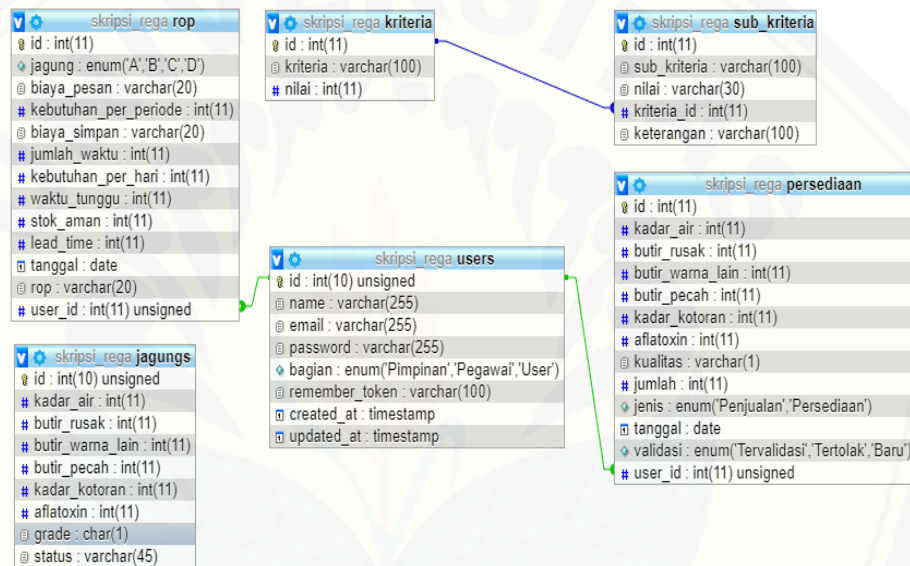 skripsi_rega rop
id : int(11)
jagung : enum('A','B','C','D')
biaya_pesan : varchar(20)
kebutuhan_per_periode : int(11)
biaya_simpan : varchar(20)
jumlah_waktu : int(11)
kebutuhan_per_hari : int(11)
waktu_tunggu : int(11)
stok_aman : int(11)
lead_time : int(11)
tanggal : date
rop : varchar(20)
user_id : int(11) unsigned
skripsi_rega kriteria
id : int(11)
kriteria : varchar(100)
nilai : int(11)
skripsi_rega sub_kriteria
id : int(11)
sub_kriteria : varchar(100)
nilai : varchar(30)
kriteria_id : int(11)
keterangan : varchar(100)
skripsi_rega users
id : int(10) unsigned
name : varchar(255)
email : varchar(255)
password : varchar(255)
bagian : enum('Pimpinan','Pegawai','User')
remember_token : varchar(100)
created_at : timestamp
updated_at : timestamp
skripsi_rega persediaan
id : int(11)
kadar_air : int(11)
butir_rusak : int(11)
butir_warna_lain : int(11)
butir_pecah : int(11)
kadar_kotoran : int(11)
aflatoxin : int(11)
kualitas : varchar(1)
jumlah : int(11)
jenis : enum('Penjualan','Persediaan')
tanggal : date
validasi : enum('Tervalidasi','Tertolak','Baru')
user_id : int(11) unsigned
skripsi_rega jagungs
id : int(10) unsigned
kadar_air : int(11)
butir_rusak : int(11)
butir_warna_lain : int(11)
butir_pecah : int(11)
kadar_kotoran : int(11)
aflatoxin : int(11)
grade : char(1)
status : varchar(45)